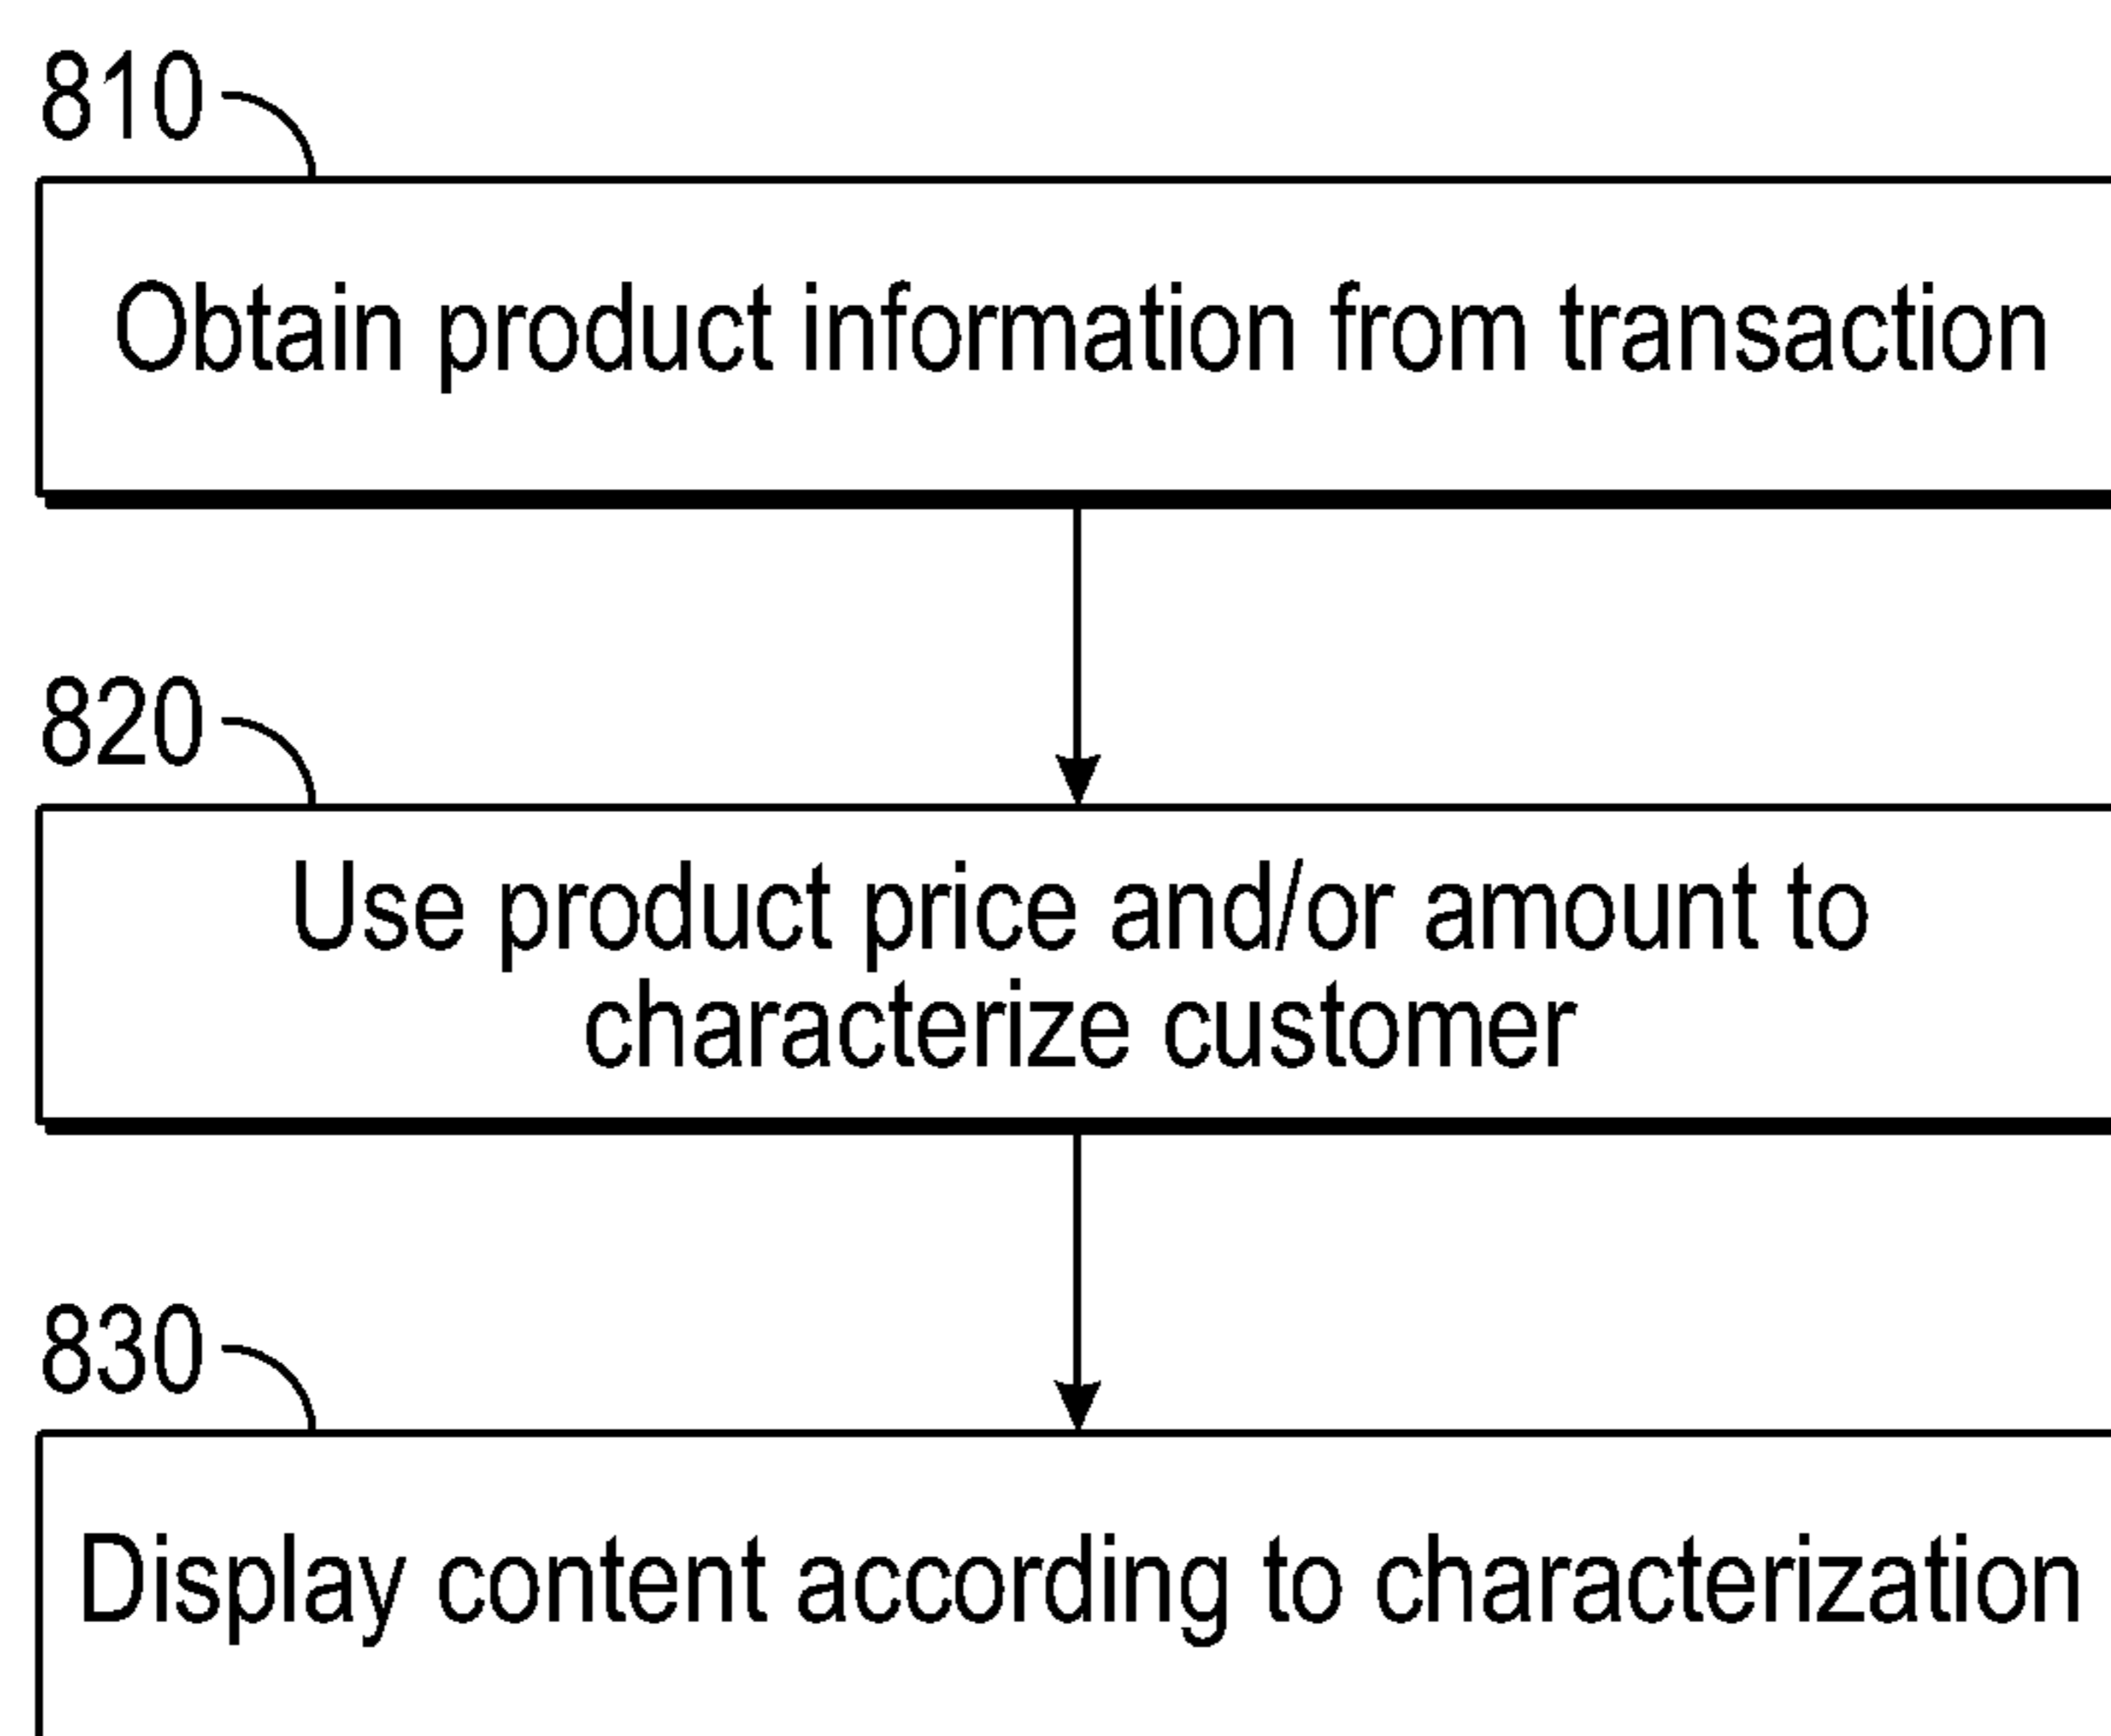 810
Obtain product information from transaction
820
Use product price and/or amount to
characterize customer
830
Display content according to characterization